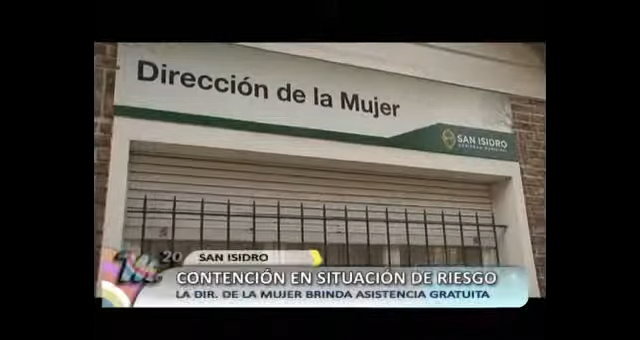 Dirección de la Mujer
SAN ISIDRO
20
SAN ISIDRO
CONTENCIÓN EN SITUACIÓN DE RIESGO
LA DIR. DE LA MUJER BRINDA ASISTENCIA GRATUITA